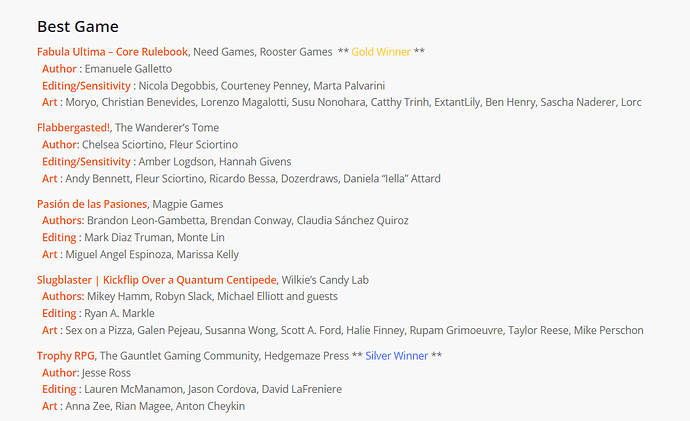 Best Game
Fabula Ultima – Core Rulebook, Need Games, Rooster Games ** Gold Winner **
Author : Emanuele Galletto
Editing/Sensitivity : Nicola Degobbis, Courteney Penney, Marta Palvarini
Art : Moryo, Christian Benevides, Lorenzo Magalotti, Susu Nonohara, Catthy Trinh, ExtantLily, Ben Henry, Sascha Naderer, Lorc
Flabbergasted!, The Wanderer’s Tome
Author: Chelsea Sciortino, Fleur Sciortino
Editing/Sensitivity : Amber Logdson, Hannah Givens
Art : Andy Bennett, Fleur Sciortino, Ricardo Bessa, Dozerdraws, Daniela “Iella” Attard
Pasión de las Pasiones, Magpie Games
Authors: Brandon Leon-Gambetta, Brendan Conway, Claudia Sánchez Quiroz
Editing : Mark Diaz Truman, Monte Lin
Art : Miguel Angel Espinoza, Marissa Kelly
Slugblaster | Kickflip Over a Quantum Centipede, Wilkie’s Candy Lab
Authors: Mikey Hamm, Robyn Slack, Michael Elliott and guests
Editing : Ryan A. Markle
Art : Sex on a Pizza, Galen Pejeau, Susanna Wong, Scott A. Ford, Halie Finney, Rupam Grimoeuvre, Taylor Reese, Mike Perschon
Trophy RPG, The Gauntlet Gaming Community, Hedgemaze Press ** Silver Winner **
Author: Jesse Ross
Editing : Lauren McManamon, Jason Cordova, David LaFreniere
Art : Anna Zee, Rian Magee, Anton Cheykin